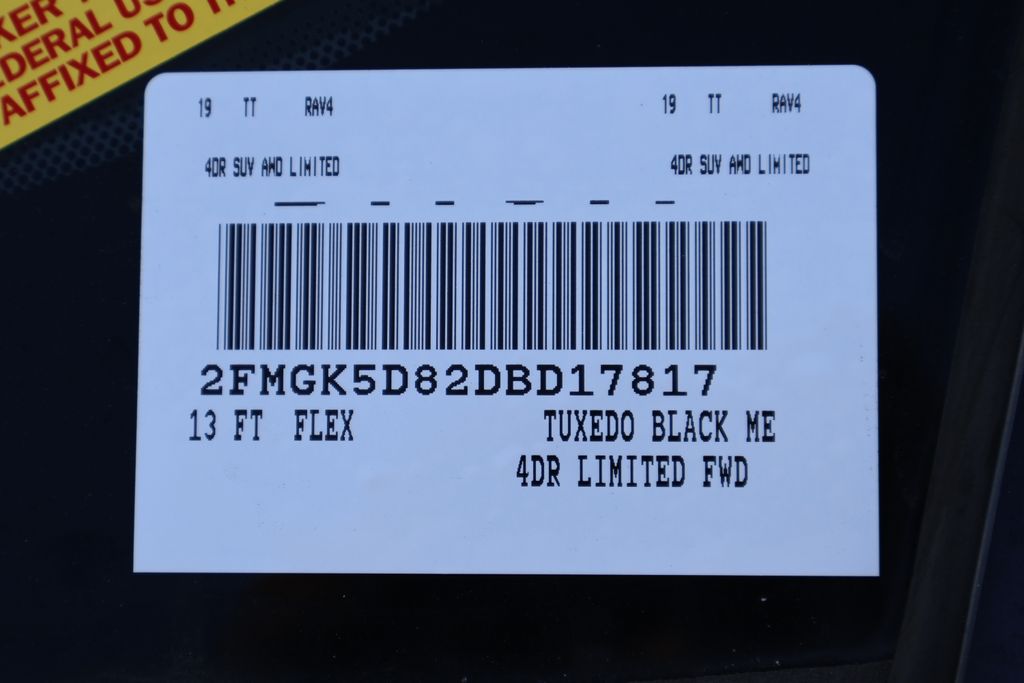 KER
DERAL US
AFFIXED TO
19 TT RAV4 19 TT RAV4
4DR SUV AWD LIMITED 4DR SUV AWD LIMITED
2FMGK5D82DBD17817
13 FT FLEX TUXEDO BLACK ME
4DR LIMITED FWD